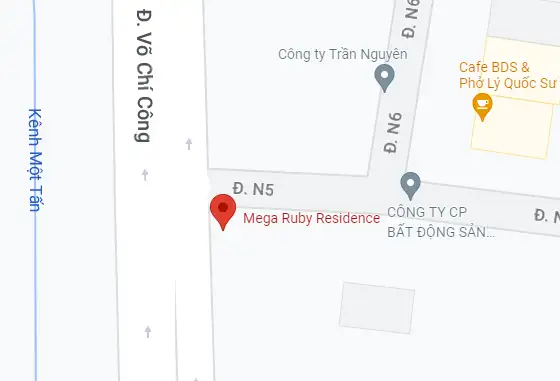 Đ. N6
Đ. Võ Chí Công
Công ty Trần Nguyên
Cafe BDS &
Phở Lý Quốc Sư
Kênh Một Tấn
Đ. N6
Đ. N5
Mega Ruby Residence
CÔNG TY CP
BẤT ĐỘNG SẢN...
Đ. N